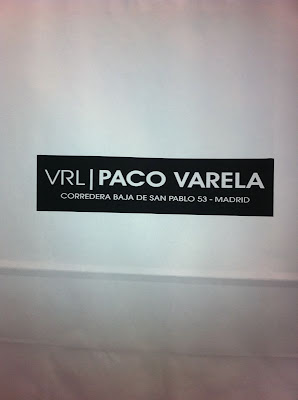 VRL|PACO VARELA
CORREDERA BAJA DE SAN PABLO 53 - MADRID